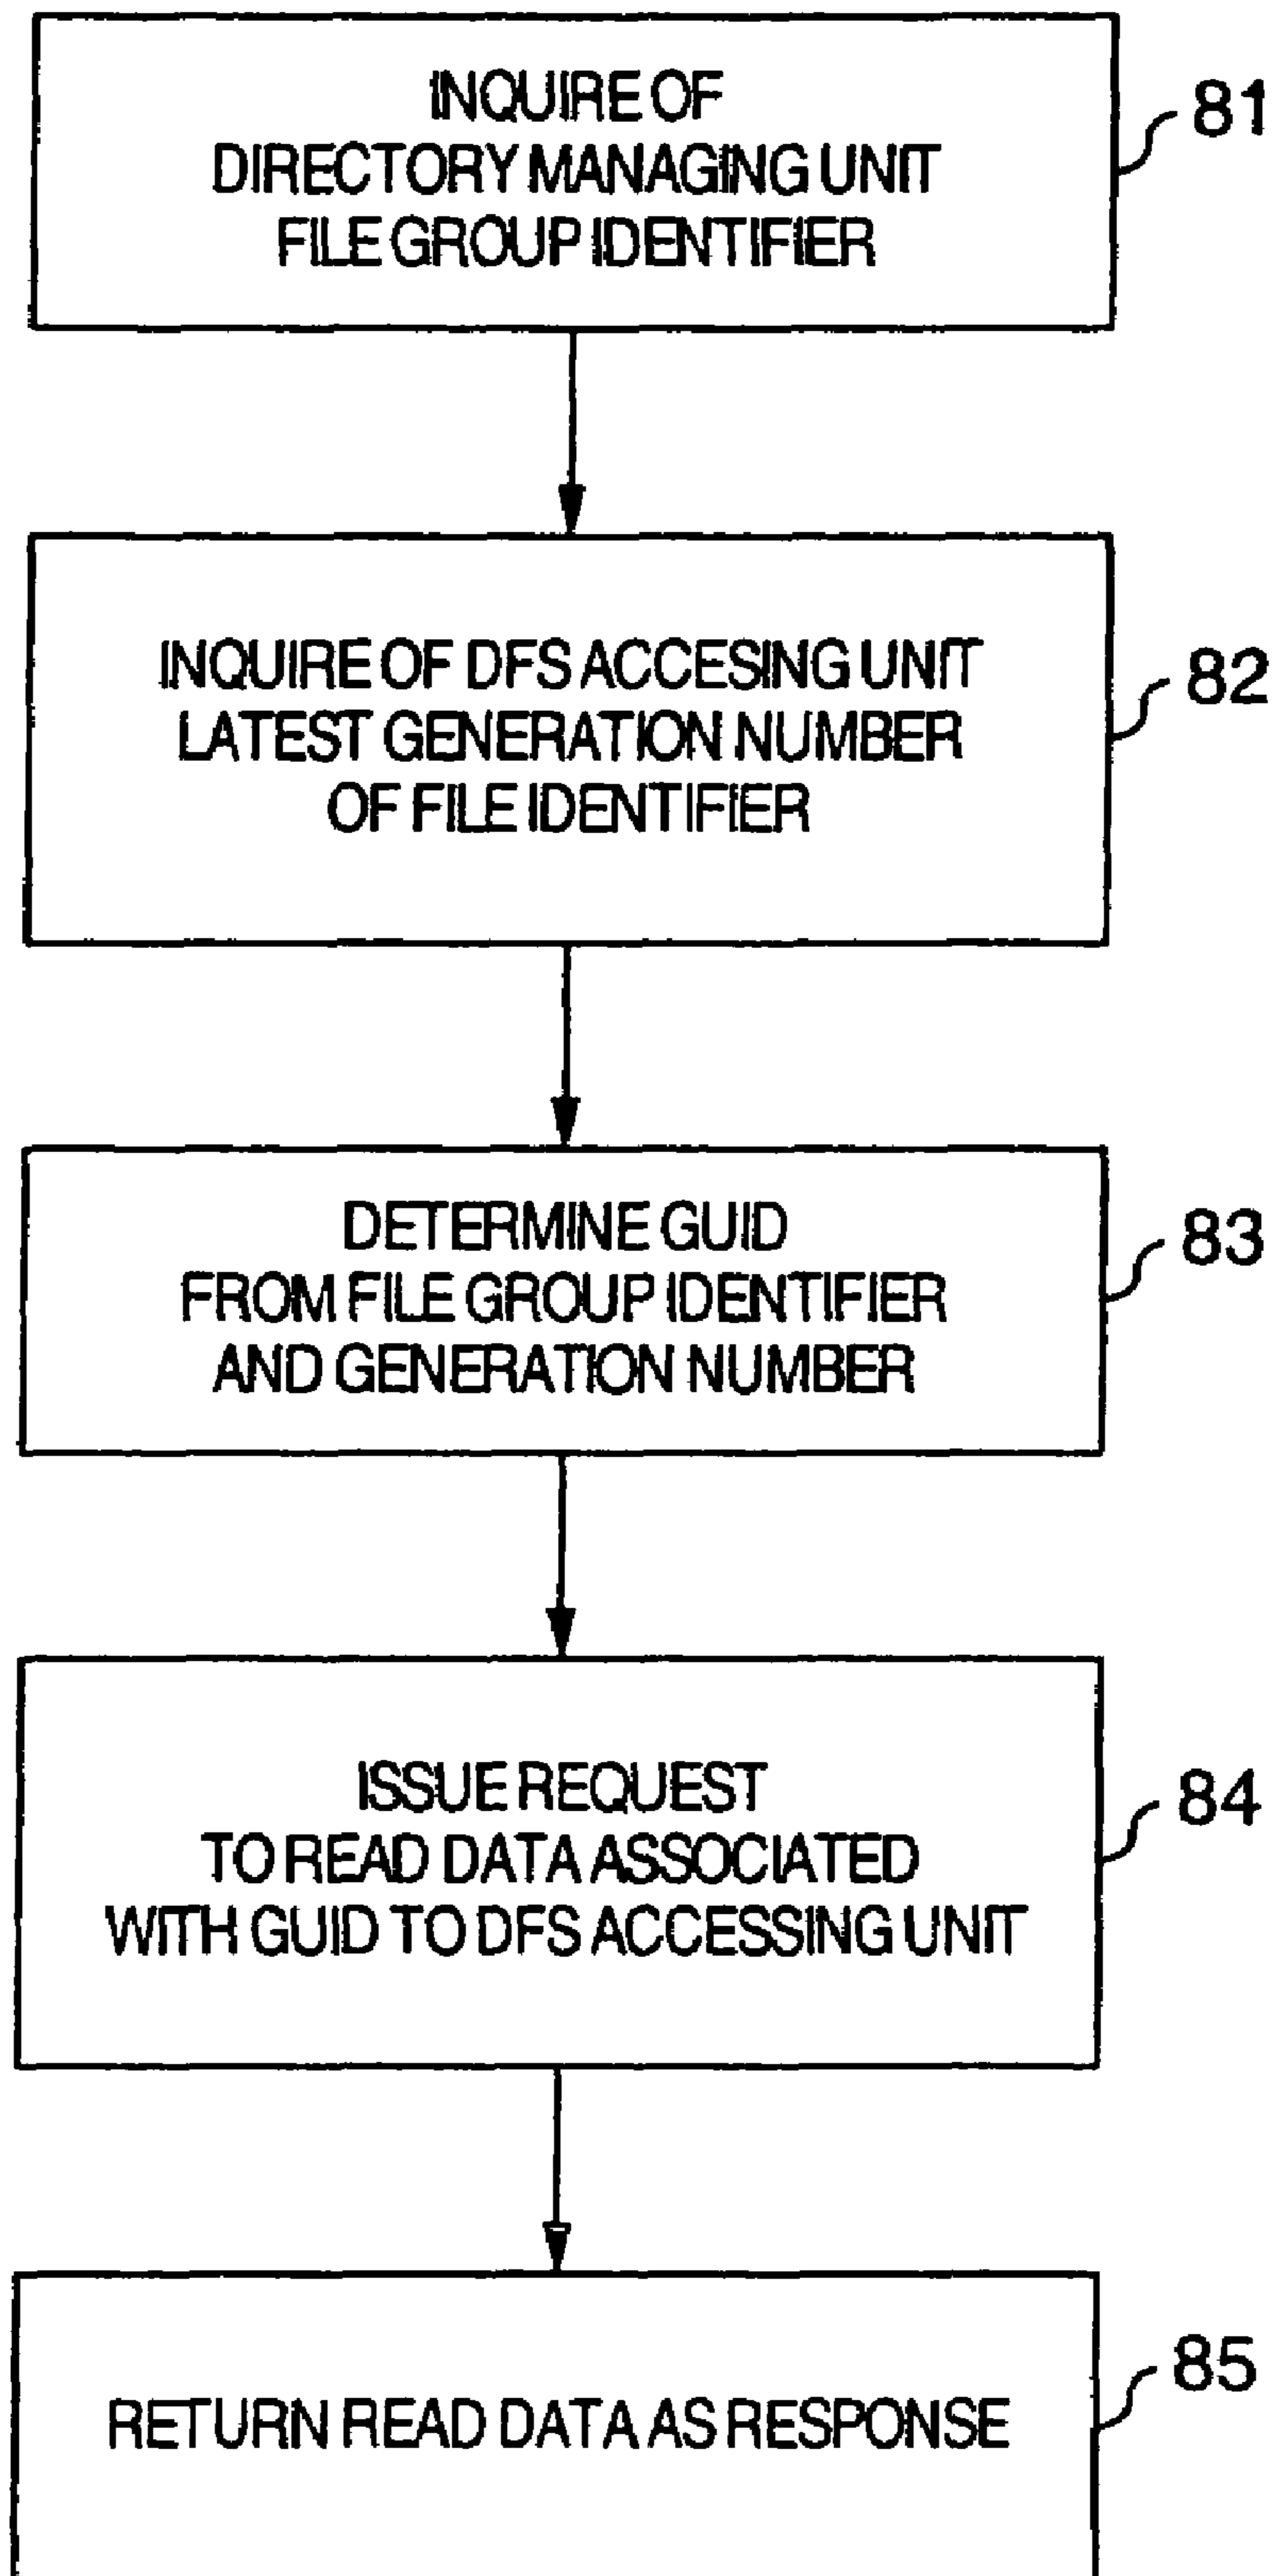 INQUIRE OF
DIRECTORY MANAGING UNIT
FILE GROUP IDENTIFIER
81
INQUIRE OF DFS ACCESING UNIT
LATEST GENERATION NUMBER
OF FILE IDENTIFIER
82
DETERMINE GUID
FROM FILE GROUP IDENTIFIER
AND GENERATION NUMBER
83
ISSUE REQUEST
TO READ DATA ASSOCIATED
WITH GUID TO DFS ACCESSING UNIT
84
RETURN READ DATA AS RESPONSE
85